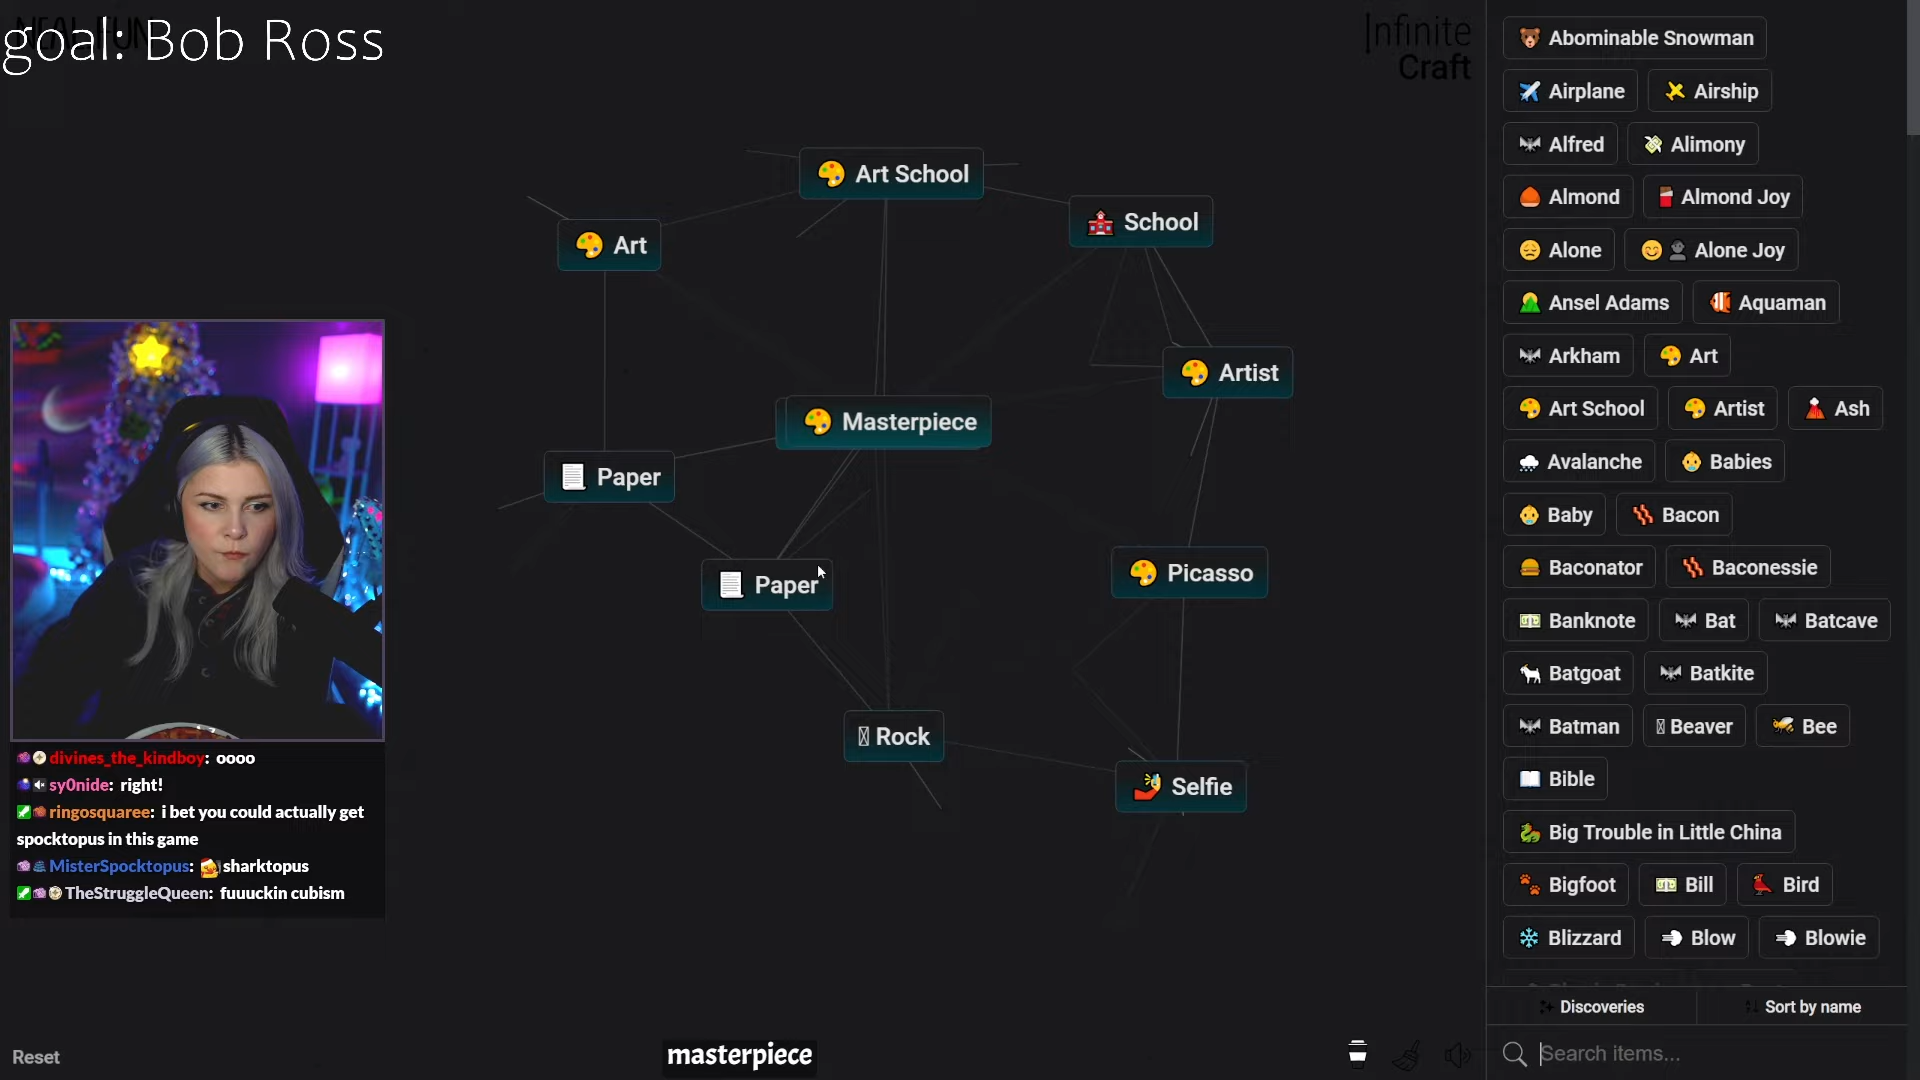 NEAL.FUN
goal: Bob Ross
Infinite
Craft
Art School
School
Art
Artist
Masterpiece
Paper
Paper
Picasso
Rock
Selfie
divines_the_kindboy: oooo
sy0nide: right!
ringosquaree: i bet you could actually get
spocktopus in this game
MisterSpocktopus: sharktopus
TheStruggleQueen: fuuuckin cubism
Reset
masterpiece
Abominable Snowman
Airplane Airship
Alfred Alimony
Almond Almond Joy
Alone Alone Joy
Ansel Adams Aquaman
Arkham Art
Art School Artist Ash
Avalanche Babies
Baby Bacon
Baconator Baconessie
Banknote Bat Batcave
Batgoat Batkite
Batman Beaver Bee
Bible
Big Trouble in Little China
Bigfoot Bill Bird
Blizzard Blow Blowie
Discoveries Sort by name
Search items...